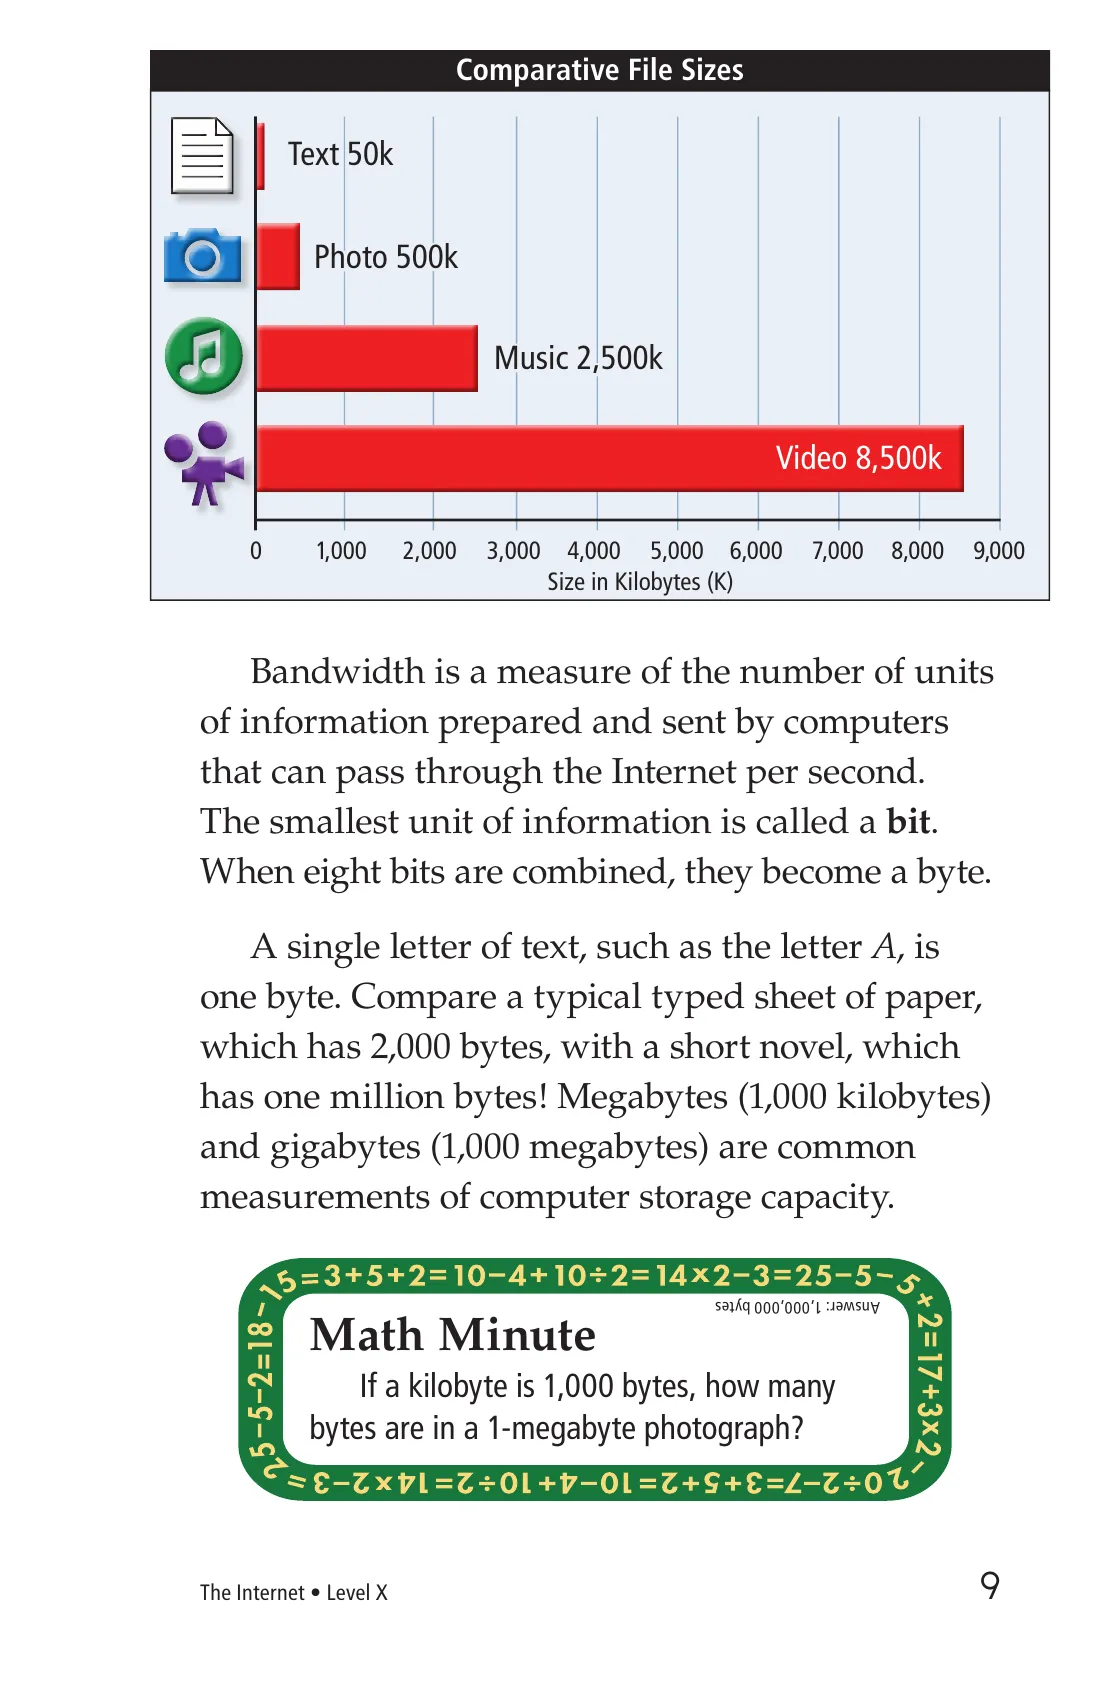 Comparative File Sizes
Text 50k
Photo 500k
Music 2,500k
Video 8,500k
0 1,000 2,000 3,000 4,000 5,000 6,000 7,000 8,000 9,000
Size in Kilobytes (K)
Bandwidth is a measure of the number of units
of information prepared and sent by computers
that can pass through the Internet per second.
The smallest unit of information is called a bit.
When eight bits are combined, they become a byte.
A single letter of text, such as the letter A, is
one byte. Compare a typical typed sheet of paper,
which has 2,000 bytes, with a short novel, which
has one million bytes! Megabytes (1,000 kilobytes)
and gigabytes (1,000 megabytes) are common
measurements of computer storage capacity.
25–5–2=18–15=3+5+2=10–4+10÷2=14x2–3=25–5–5+2=17+3x2–20÷2–7=3+5+2=10–4+10÷2=14x2–3=
Answer: 1,000,000 bytes
Math Minute
If a kilobyte is 1,000 bytes, how many
bytes are in a 1-megabyte photograph?
The Internet • Level X
9